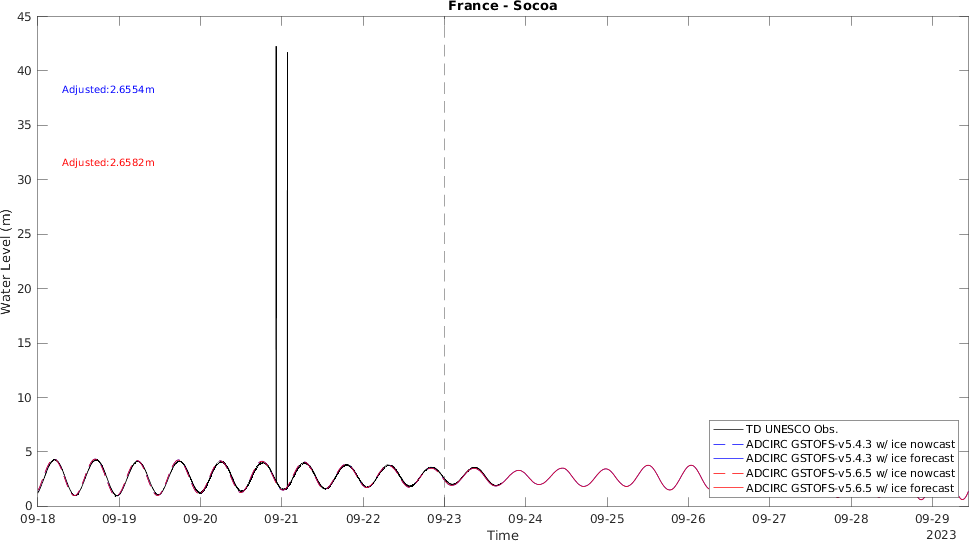 France - Socoa
45
40
35
30
25
20
15
10
5
0
Water Level (m)
Adjusted:2.6554m
Adjusted:2.6582m
TD UNESCO Obs.
ADCIRC GSTOFS-v5.4.3 w/ ice nowcast
ADCIRC GSTOFS-v5.4.3 w/ ice forecast
ADCIRC GSTOFS-v5.6.5 w/ ice nowcast
ADCIRC GSTOFS-v5.6.5 w/ ice forecast
09-18 09-19 09-20 09-21 09-22 09-23 09-24 09-25 09-26 09-27 09-28 09-29
2023
Time